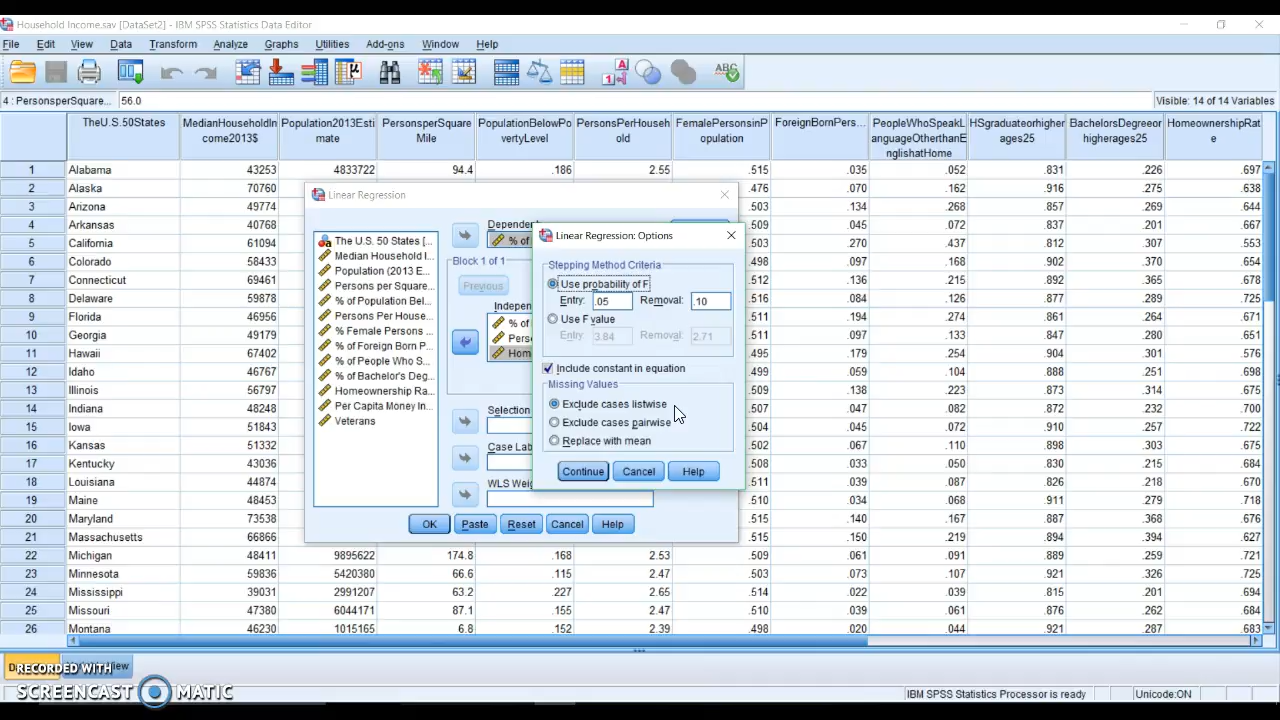 Household Income.sav [DataSet2] - IBM SPSS Statistics Data Editor
File Edit View Data Transform Analyze Graphs Utilities Add-ons Window Help
4 : PersonsperSquare... 56.0 Visible: 14 of 14 Variables
TheU.S.50States MedianHouseholdIncome2013$ Population2013Estimate PersonsperSquareMile PopulationBelowPovertyLevel PersonsPerHousehold FemalePersonsinPopulation ForeignBornPers... PeopleWhoSpeakLanguageOtherthanEnglishatHome HSgraduateorhigherages25 BachelorsDegreeorhigherages25 HomeownershipRate
1 Alabama 43253 4833722 94.4 .186 2.55 .515 .035 .052 .831 .226 .697
2 Alaska 70760 .476 .070 .162 .916 .275 .638
3 Arizona 49774 .134 .268 .857 .269 .644
4 Arkansas 40768 .509 .045 .072 .837 .201 .667
5 California 61094 .270 .437 .812 .307 .553
6 Colorado 58433 .098 .168 .902 .370 .654
7 Connecticut 69461 .136 .215 .892 .365 .678
8 Delaware 59878 .516 .084 .126 .877 .289 .725
9 Florida 46956 .194 .274 .861 .264 .671
10 Georgia 49179 .097 .133 .847 .280 .651
11 Hawaii 67402 .495 .179 .254 .904 .301 .576
12 Idaho 46767 .059 .104 .888 .251 .696
13 Illinois 56797 .138 .223 .873 .314 .675
14 Indiana 48248 .507 .047 .082 .872 .232 .700
15 Iowa 51843 .047 .072 .910 .257 .722
16 Kansas 51332 .502 .067 .110 .898 .303 .675
17 Kentucky 43036 .508 .033 .050 .830 .215 .684
18 Louisiana 44874 .511 .039 .087 .826 .218 .670
19 Maine 48453 .510 .034 .068 .911 .279 .718
20 Maryland 73538 .515 .140 .167 .887 .368 .676
21 Massachusetts 66866 .515 .150 .219 .894 .394 .627
22 Michigan 48411 9895622 174.8 .168 2.53 .509 .061 .091 .889 .259 .721
23 Minnesota 59836 5420380 66.6 .115 2.47 .503 .073 .107 .921 .326 .725
24 Mississippi 39031 2991207 63.2 .227 2.65 .514 .022 .039 .815 .201 .694
25 Missouri 47380 6044171 87.1 .155 2.47 .510 .039 .061 .876 .262 .684
26 Montana 46230 1015165 6.8 .152 2.39 .498 .020 .044 .921 .287 .683
Linear Regression
The U.S. 50 States [...
Median Household I...
Population (2013 E...
Persons per Square...
% of Population Bel...
Persons Per House...
% Female Persons ...
% of Foreign Born P...
% of People Who S...
% of Bachelor's Deg...
Homeownership Ra...
Per Capita Money In...
Veterans
Depend
% of
Block 1 of 1
Previous
Indepen
% of
Pers
Hom
Selection
Case Lab
WLS Weig
OK Paste Reset Cancel Help
Linear Regression: Options
Stepping Method Criteria
Use probability of F
Entry: .05 Removal: .10
Use F value
Entry: 3.84 Removal: 2.71
Include constant in equation
Missing Values
Exclude cases listwise
Exclude cases pairwise
Replace with mean
Continue Cancel Help
RECORDED WITH
SCREENCAST MATIC
IBM SPSS Statistics Processor is ready Unicode:ON